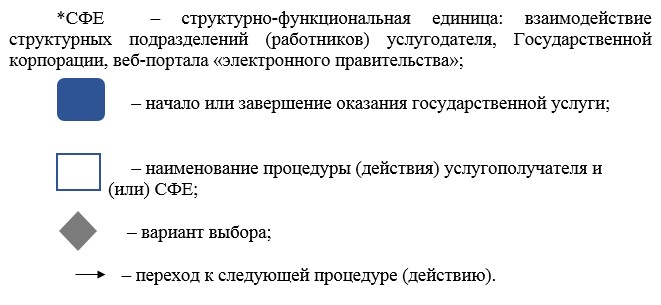 *СФЕ – структурно-функциональная единица: взаимодействие
структурных подразделений (работников) услугодателя, Государственной
корпорации, веб-портала «электронного правительства»;
– начало или завершение оказания государственной услуги;
– наименование процедуры (действия) услугополучателя и
(или) СФЕ;
– вариант выбора;
– переход к следующей процедуре (действию).